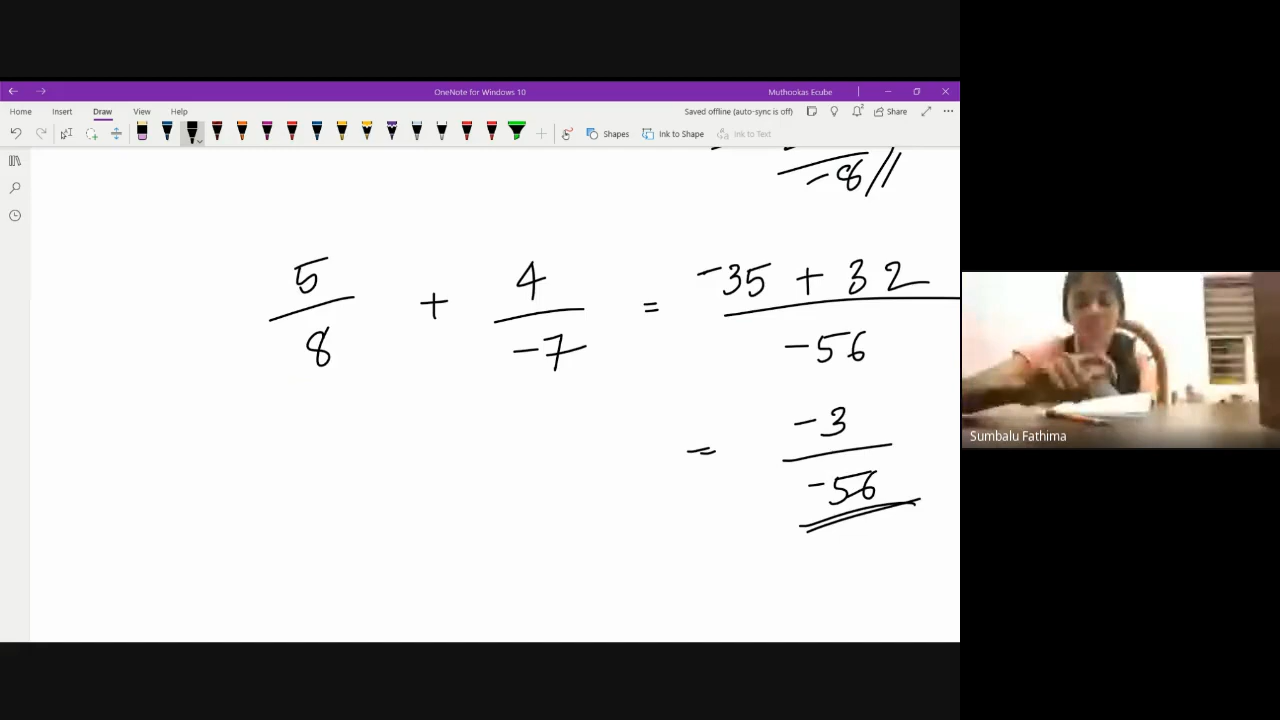 OneNote for Windows 10
Muthookas Ecube
Home Insert Draw View Help
Saved offline (auto-sync is off)
Share
Shapes
Ink to Shape
Ink to Text
= 8 //
5/8 + 4/-7 = -35 + 32/-56
= -3/-56
Sumbalu Fathima